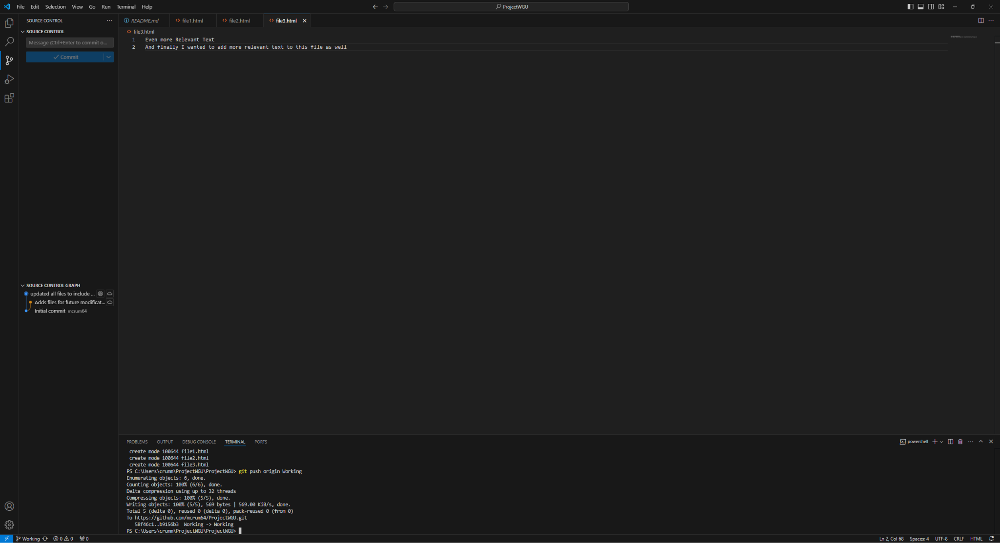 File Edit Selection View Go Run Terminal Help
ProjectWGU
SOURCE CONTROL
SOURCE CONTROL
Message (Ctrl+Enter to commit o...
Commit
README.md
file1.html
file2.html
file3.html
file3.html
1 Even more Relevant Text
2 And finally I wanted to add more relevant text to this file as well
SOURCE CONTROL GRAPH
updated all files to include ...
Adds files for future modificat...
Initial commit mcrum64
PROBLEMS OUTPUT DEBUG CONSOLE TERMINAL PORTS
powershell
create mode 100644 file1.html
create mode 100644 file2.html
create mode 100644 file3.html
PS C:\Users\crumm\ProjectWGU\ProjectWGU> git push origin Working
Enumerating objects: 6, done.
Counting objects: 100% (6/6), done.
Delta compression using up to 32 threads
Compressing objects: 100% (5/5), done.
Writing objects: 100% (5/5), 569 bytes | 569.00 KiB/s, done.
Total 5 (delta 0), reused 0 (delta 0), pack-reused 0 (from 0)
To https://github.com/mcrum64/ProjectWGU.git
58f46c1..b9156b3 Working -> Working
PS C:\Users\crumm\ProjectWGU\ProjectWGU>
Working 0 0 0
Ln 2, Col 68 Spaces: 4 UTF-8 CRLF HTML